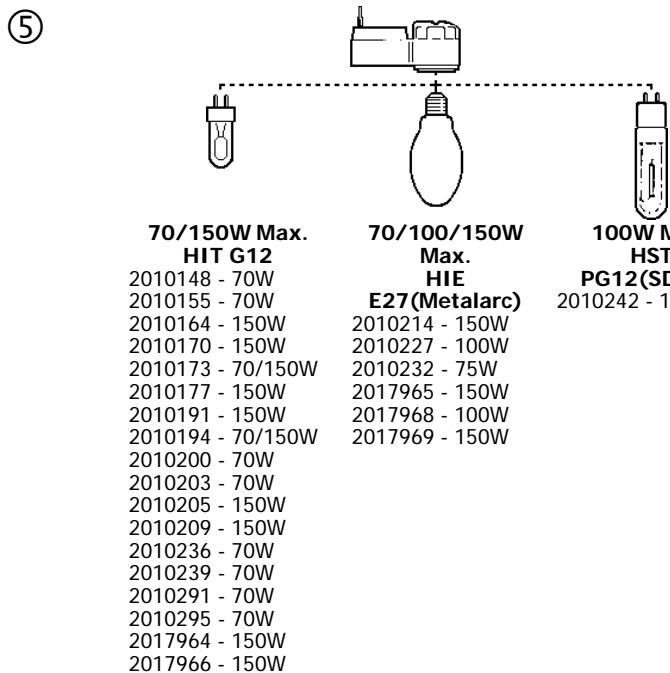 ⑤
70/150W Max.
HIT G12
2010148 - 70W
2010155 - 70W
2010164 - 150W
2010170 - 150W
2010173 - 70/150W
2010177 - 150W
2010191 - 150W
2010194 - 70/150W
2010200 - 70W
2010203 - 70W
2010205 - 150W
2010209 - 150W
2010236 - 70W
2010239 - 70W
2010291 - 70W
2010295 - 70W
2017964 - 150W
2017966 - 150W
70/100/150W
Max.
HIE
E27(Metalarc)
2010214 - 150W
2010227 - 100W
2010232 - 75W
2017965 - 150W
2017968 - 100W
2017969 - 150W
100W
HST
2010242 -